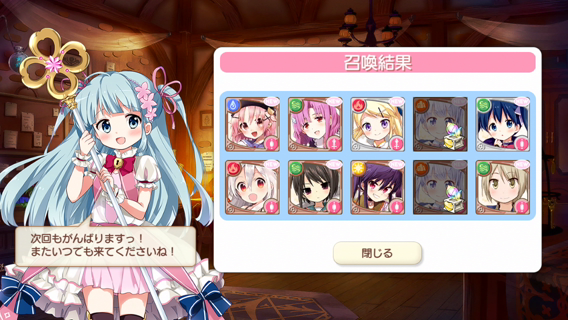 召喚結果
次回もがんばりますっ！
またいつでも来てくださいね！
閉じる